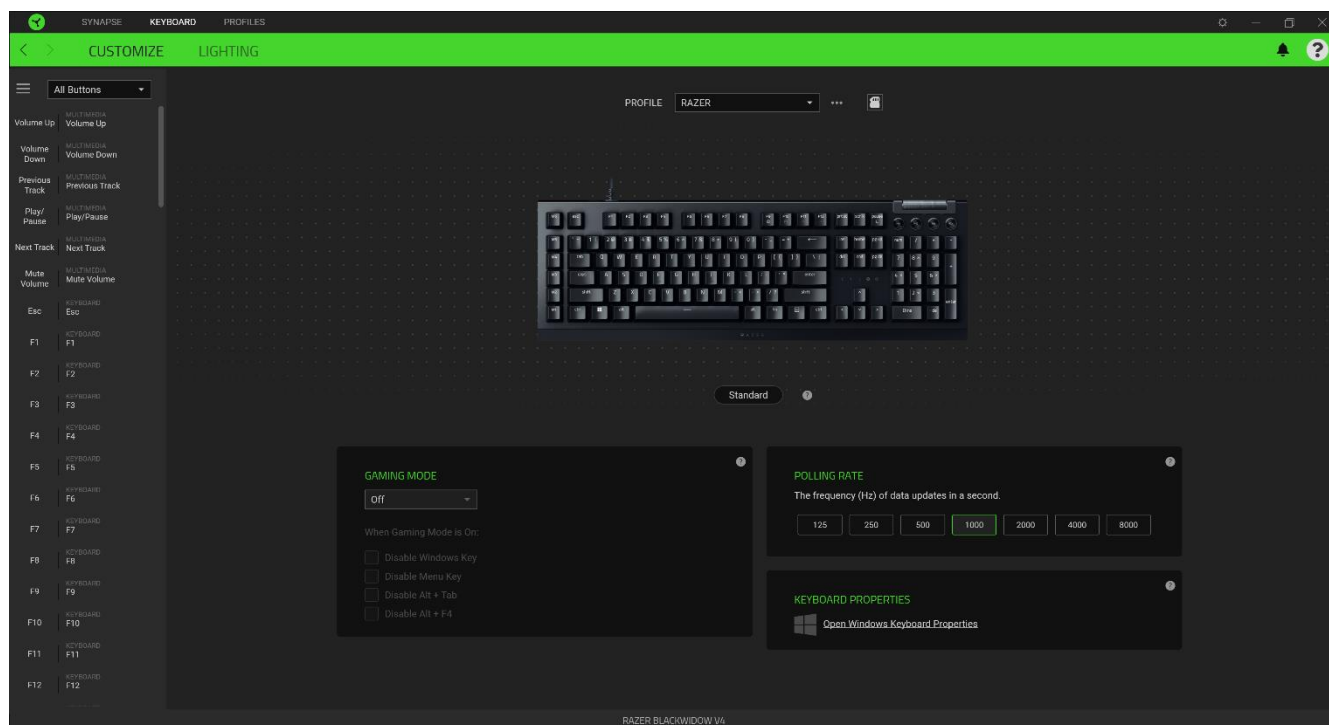 SYNAPSE KEYBOARD PROFILES
CUSTOMIZE LIGHTING
All Buttons
PROFILE RAZER
Volume Up MULTIMEDIA
Volume Up
Volume Down MULTIMEDIA
Volume Down
Previous Track MULTIMEDIA
Previous Track
Play/Pause MULTIMEDIA
Play/Pause
Next Track MULTIMEDIA
Next Track
Mute Volume MULTIMEDIA
Mute Volume
Esc KEYBOARD
Esc
F1 KEYBOARD
F1
F2 KEYBOARD
F2
F3 KEYBOARD
F3
F4 KEYBOARD
F4
F5 KEYBOARD
F5
F6 KEYBOARD
F6
F7 KEYBOARD
F7
F8 KEYBOARD
F8
F9 KEYBOARD
F9
F10 KEYBOARD
F10
F11 KEYBOARD
F11
F12 KEYBOARD
F12
Standard
GAMING MODE
Off
When Gaming Mode is On:
Disable Windows Key
Disable Menu Key
Disable Alt + Tab
Disable Alt + F4
POLLING RATE
The frequency (Hz) of data updates in a second.
125 250 500 1000 2000 4000 8000
KEYBOARD PROPERTIES
Open Windows Keyboard Properties
RAZER BLACKWIDOW V4